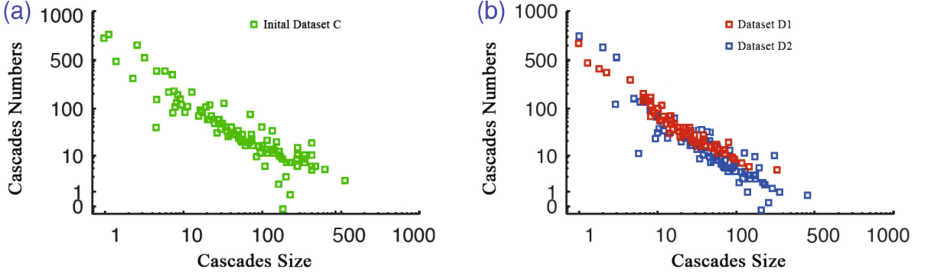 (a)
Inital Dataset C
Cascades Numbers
1000
500
100
10
1
0
1 10 100 500 1000
Cascades Size
(b)
Dataset D1
Dataset D2
Cascades Numbers
1000
500
100
10
1
0
1 10 100 500 1000
Cascades Size